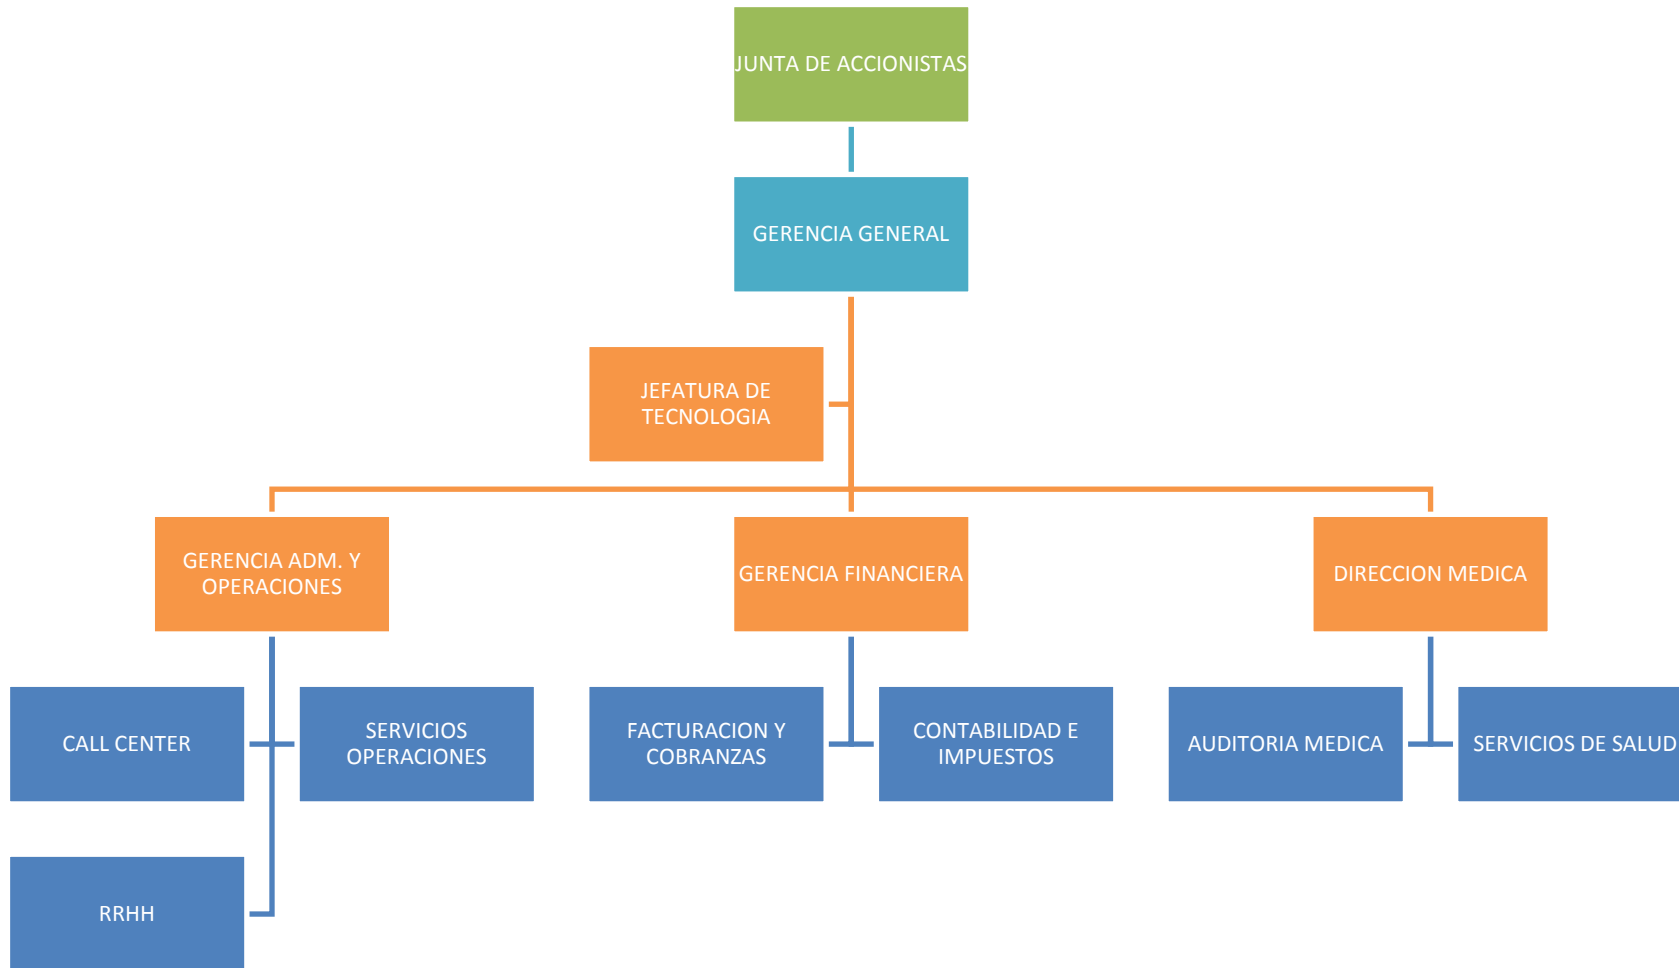 JUNTA DE ACCIONISTAS
GERENCIA GENERAL
JEFATURA DE
TECNOLOGIA
GERENCIA ADM. Y
OPERACIONES
GERENCIA FINANCIERA
DIRECCION MEDICA
CALL CENTER
SERVICIOS
OPERACIONES
FACTURACION Y
COBRANZAS
CONTABILIDAD E
IMPUESTOS
AUDITORIA MEDICA
SERVICIOS DE SALUD
RRHH